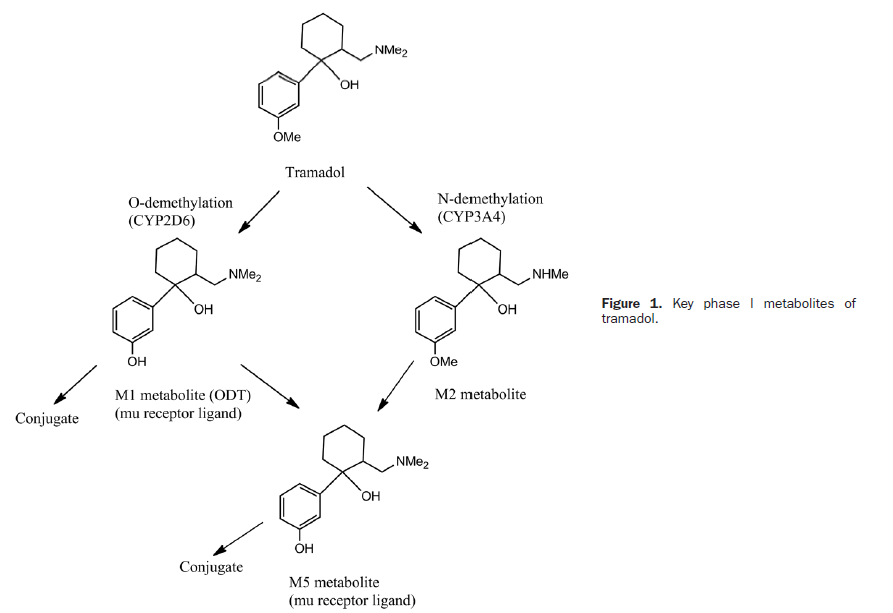 NMe2
OH
OMe
Tramadol
O-demethylation
(CYP2D6)
N-demethylation
(CYP3A4)
NMe2
OH
OH
NHMe
OH
OMe
Figure 1. Key phase I metabolites of
tramadol.
M1 metabolite (ODT)
(mu receptor ligand)
M2 metabolite
Conjugate
NMe2
OH
OH
Conjugate
M5 metabolite
(mu receptor ligand)